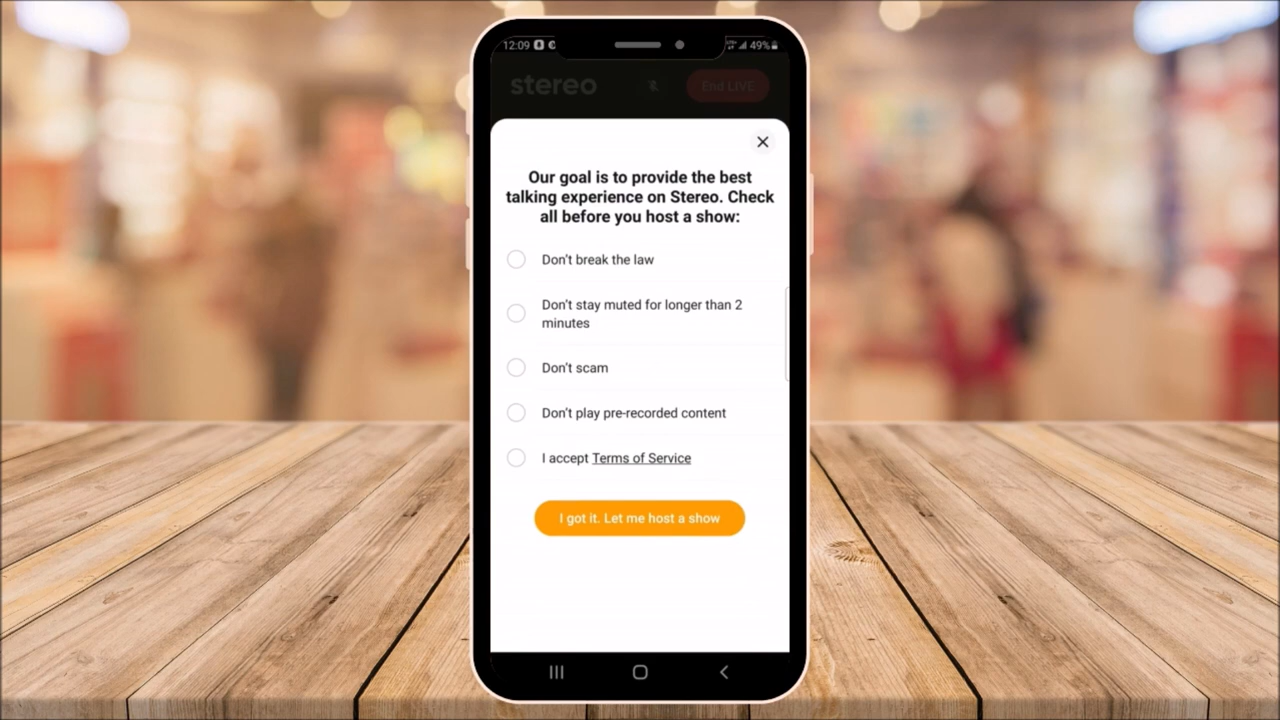 12:09
49%
stereo
End LIVE
Our goal is to provide the best
talking experience on Stereo. Check
all before you host a show:
Don't break the law
Don't stay muted for longer than 2
minutes
Don't scam
Don't play pre-recorded content
I accept Terms of Service
I got it. Let me host a show